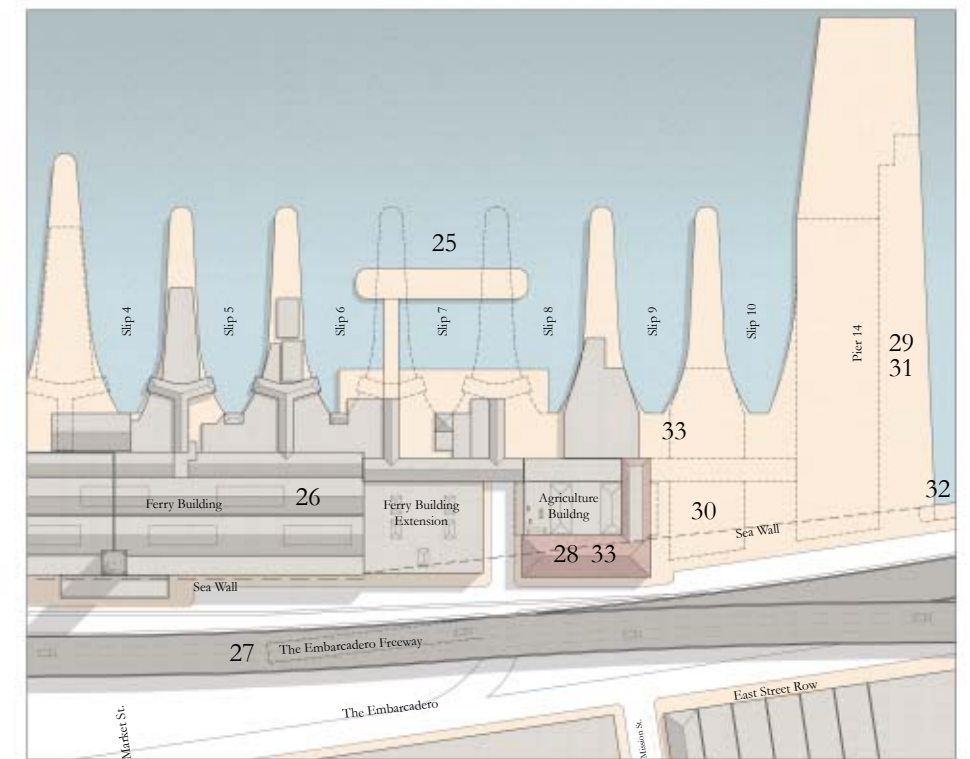 25
Slip 4
Slip 5
Slip 6
Slip 7
Slip 8
Slip 9
Slip 10
Pier 14
29
31
33
32
Ferry Building
26
Ferry Building
Extension
Agriculture
Buildng
30
28 33
Sea Wall
Sea Wall
27
The Embarcadero Freeway
The Embarcadero
East Street Row
Market St.
Mission St.